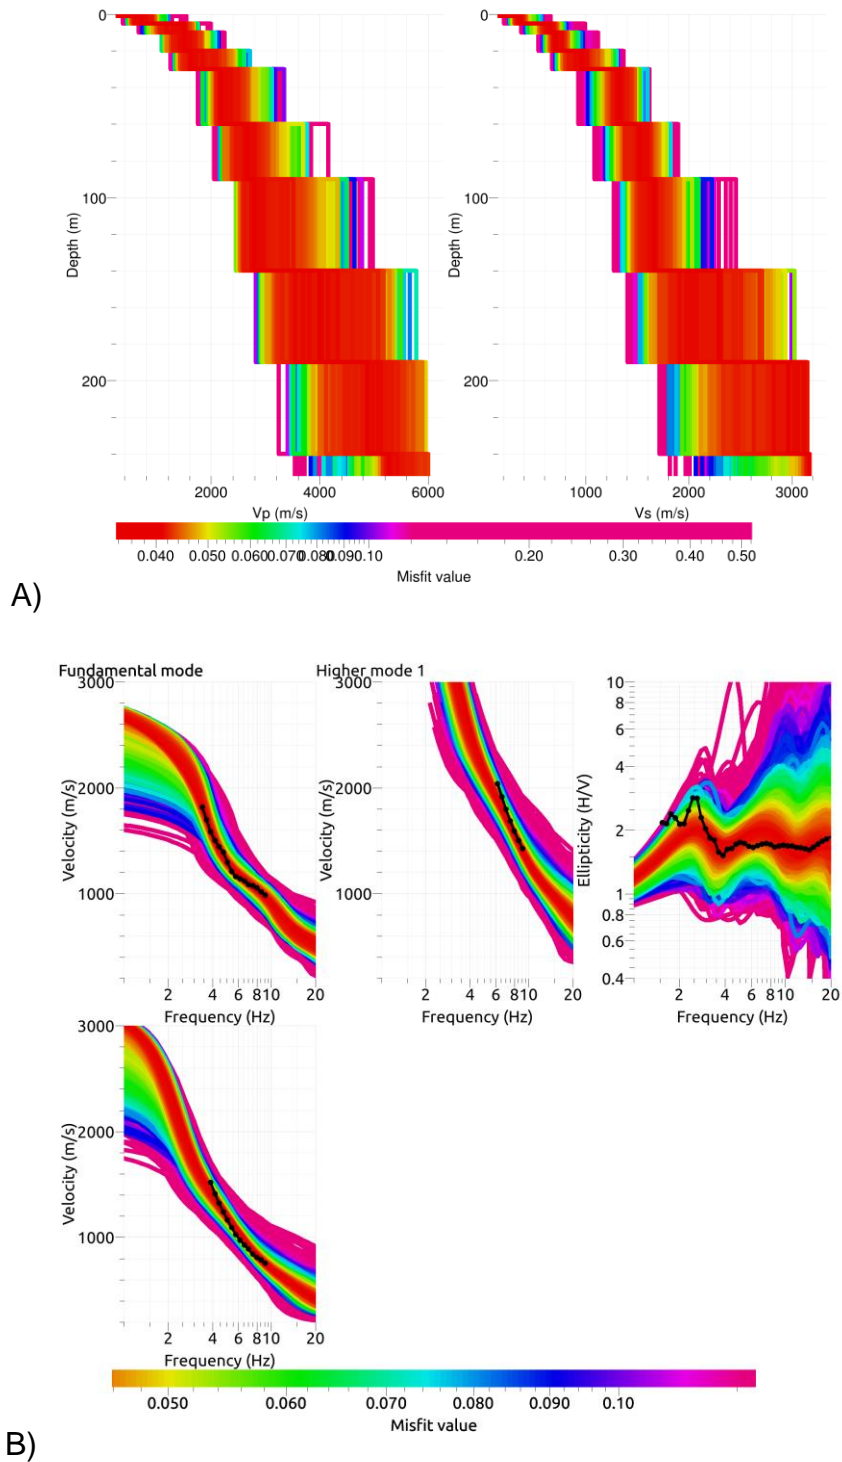 0
100
200
Depth (m)
2000 4000 6000
Vp (m/s)
0
100
200
Depth (m)
1000 2000 3000
Vs (m/s)
0.040 0.050 0.060 0.070 0.080 0.090 0.10 0.20 0.30 0.40 0.50
Misfit value
A)
Fundamental mode
3000
2000
1000
Velocity (m/s)
2 4 6 8 10 20
Frequency (Hz)
Higher mode 1
3000
2000
1000
Velocity (m/s)
2 4 6 8 10 20
Frequency (Hz)
10
8
6
4
2
1
0.8
0.6
0.4
Ellipticity (H/V)
2 4 6 8 10 20
Frequency (Hz)
3000
2000
1000
Velocity (m/s)
2 4 6 8 10 20
Frequency (Hz)
0.050 0.060 0.070 0.080 0.090 0.10
Misfit value
B)